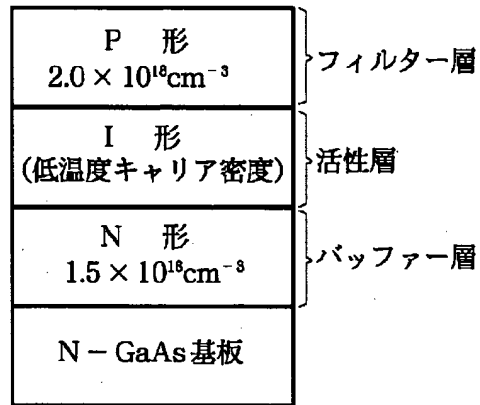 P 形
2.0 × 10¹⁸cm⁻³
フィルター層
I 形
(低温度キャリア密度)
活性層
N 形
1.5 × 10¹⁸cm⁻³
バッファー層
N－GaAs基板